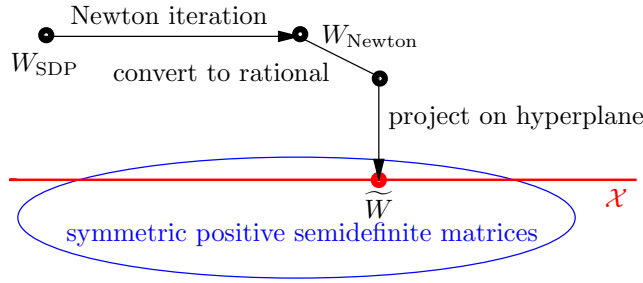 Newton iteration
W_Newton
W_SDP
convert to rational
project on hyperplane
𝒳
W̃
symmetric positive semidefinite matrices